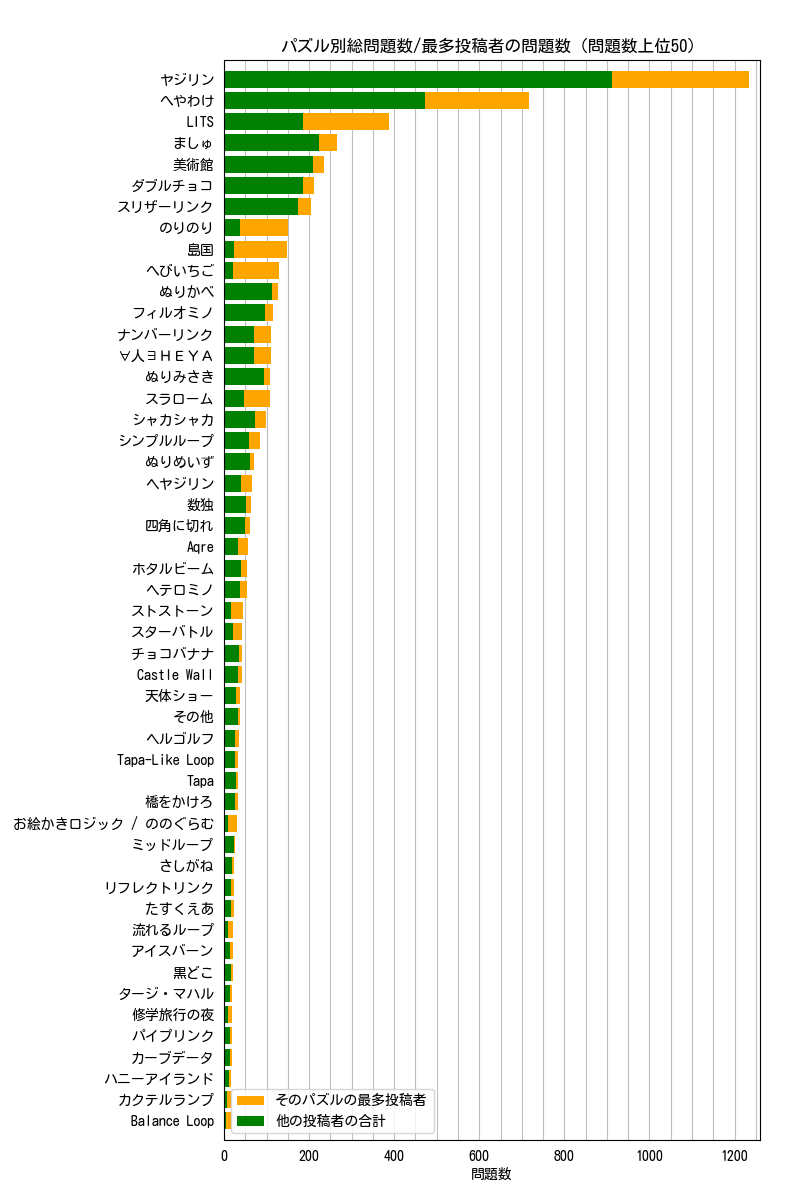 パズル別総問題数/最多投稿者の問題数 (問題数上位50)
ヤジリン
へやわけ
LITS
ましゅ
美術館
ダブルチョコ
スリザーリンク
のりのり
島国
へびいちご
ぬりかべ
フィルオミノ
ナンバーリンク
∀人∃ＨＥＹＡ
ぬりみさき
スラローム
シャカシャカ
シンプルループ
ぬりめいず
ヘヤジリン
数独
四角に切れ
Aqre
ホタルビーム
ヘテロミノ
ストストーン
スターバトル
チョコバナナ
Castle Wall
天体ショー
その他
ヘルゴルフ
Tapa-Like Loop
Tapa
橋をかけろ
お絵かきロジック / ののぐらむ
ミッドループ
さしがね
リフレクトリンク
たすくえあ
流れるループ
アイスバーン
黒どこ
タージ・マハル
修学旅行の夜
パイプリンク
カーブデータ
ハニーアイランド
カクテルランプ
Balance Loop
そのパズルの最多投稿者
他の投稿者の合計
0 200 400 600 800 1000 1200
問題数